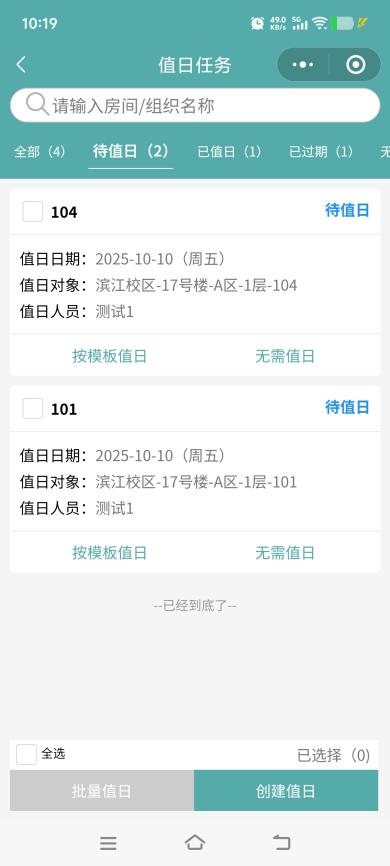 10:19
49.0 KB/s 5G
值日任务
请输入房间/组织名称
全部（4） 待值日（2） 已值日（1） 已过期（1） 无
104 待值日
值日日期：2025-10-10（周五）
值日对象：滨江校区-17号楼-A区-1层-104
值日人员：测试1
按模板值日 无需值日
101 待值日
值日日期：2025-10-10（周五）
值日对象：滨江校区-17号楼-A区-1层-101
值日人员：测试1
按模板值日 无需值日
--已经到底了--
全选 已选择（0）
批量值日 创建值日